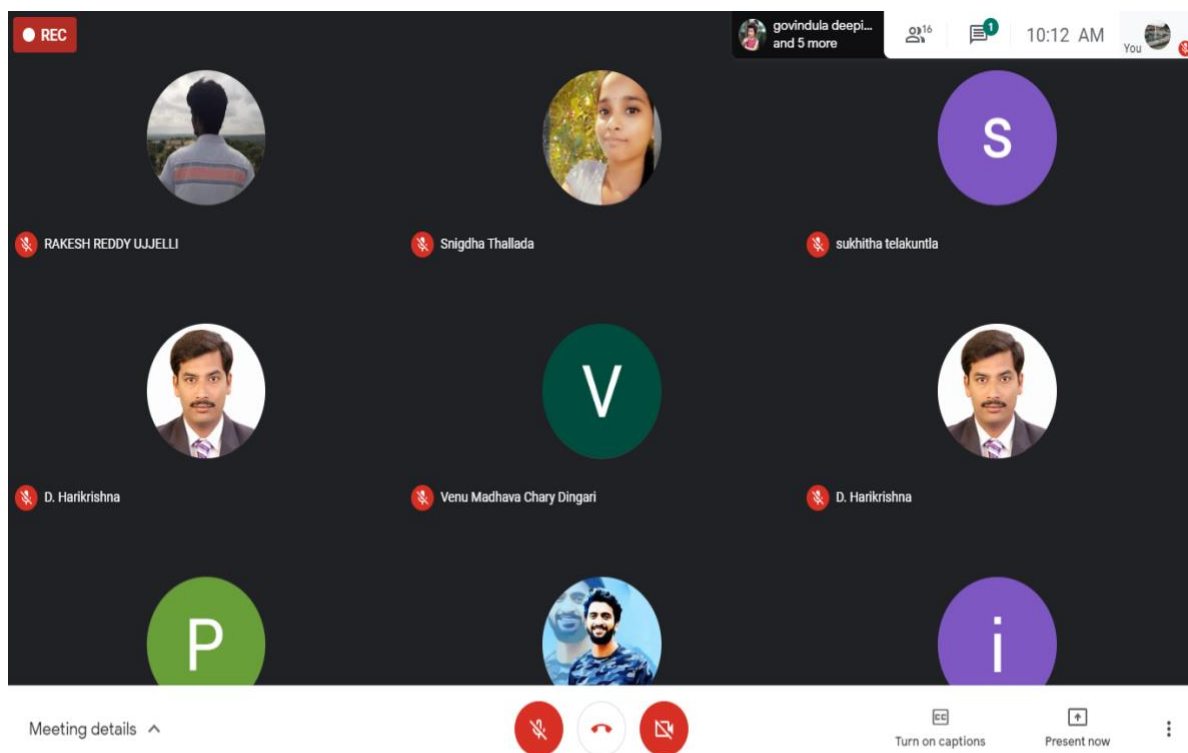 REC
govindula deepi...
and 5 more
16
1
10:12 AM
You
S
RAKESH REDDY UJJELLI
Snigdha Thallada
sukhitha telakuntla
V
D. Harikrishna
Venu Madhava Chary Dingari
D. Harikrishna
P
i
Meeting details
CC
Turn on captions
Present now